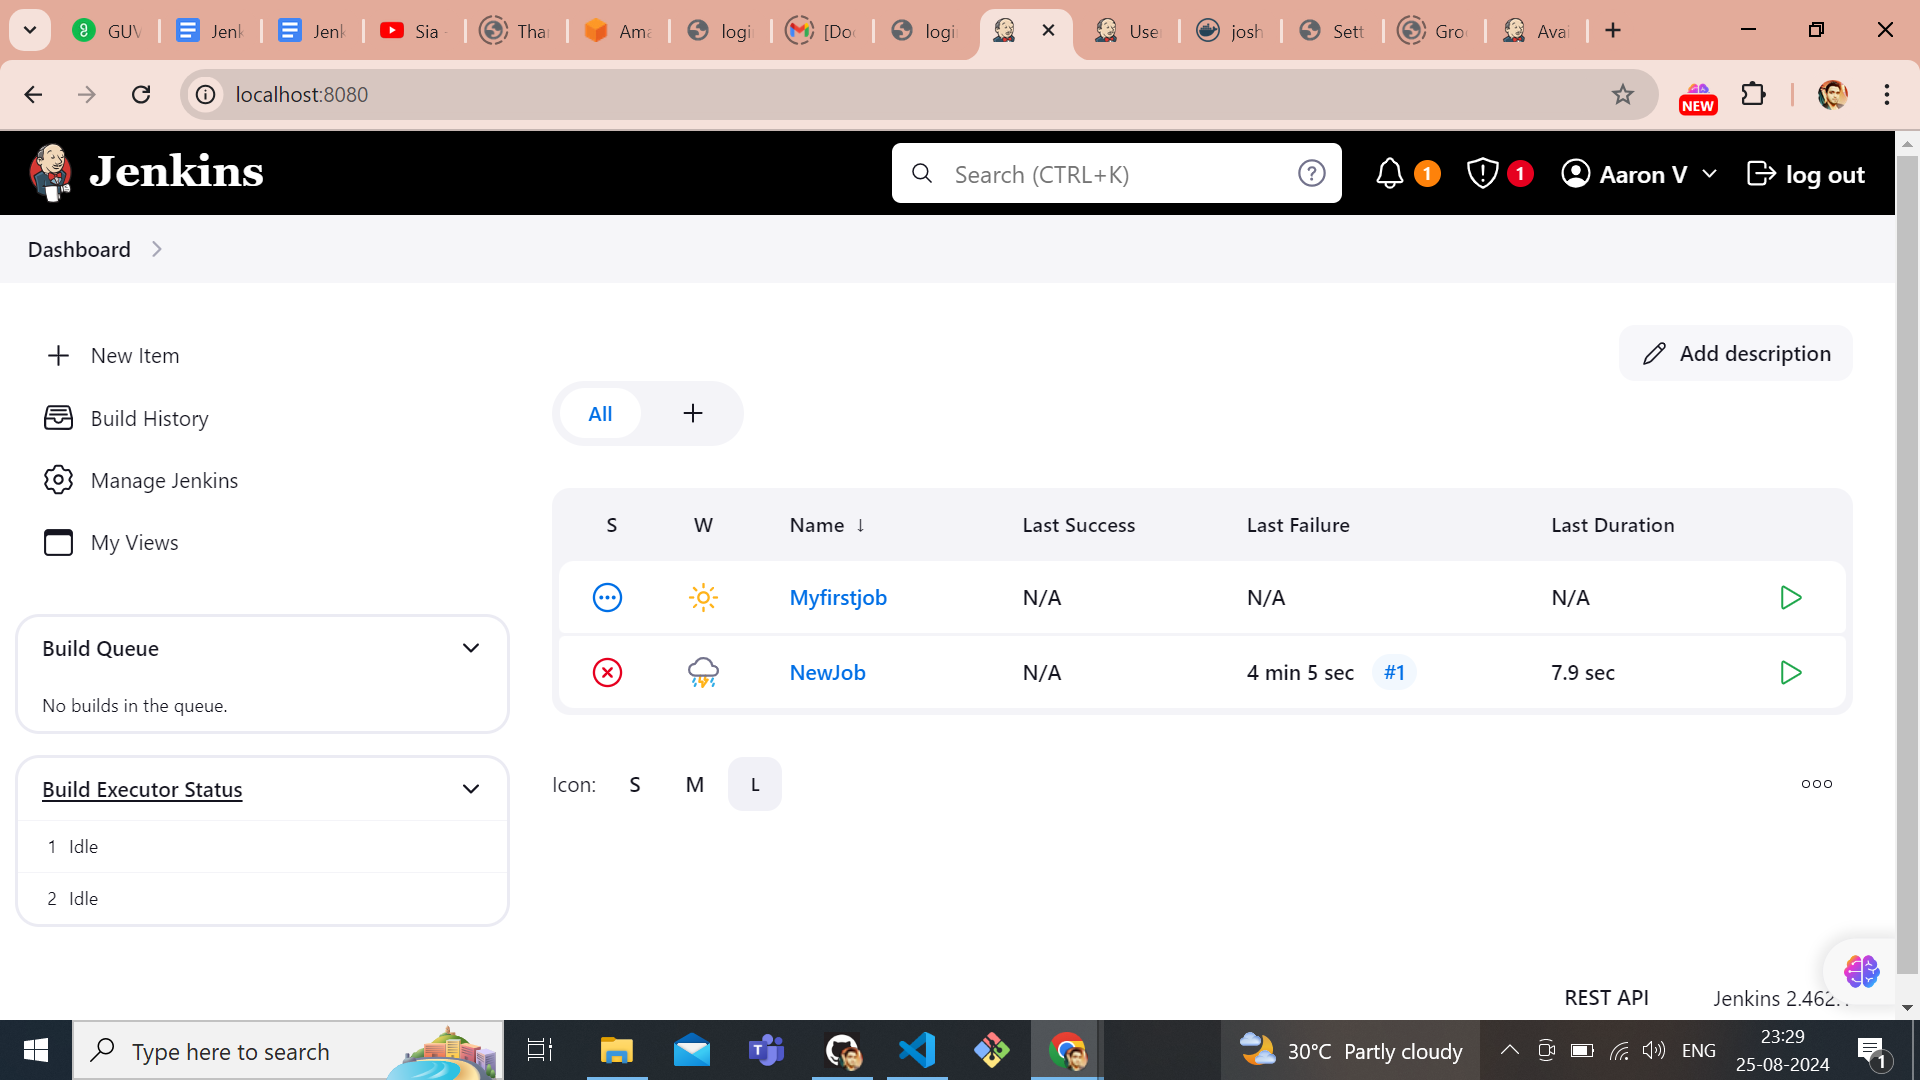 GUV
Jenk
Jenk
Sia
Tha
Ama
logi
[Doc
logi
Use
josh
Sett
Gro
Avai
localhost:8080
NEW
Jenkins
Search (CTRL+K)
1
1
Aaron V
log out
Dashboard
New Item
Build History
Manage Jenkins
My Views
Add description
All
S W Name ↓ Last Success Last Failure Last Duration
Myfirstjob N/A N/A N/A
NewJob N/A 4 min 5 sec #1 7.9 sec
Build Queue
No builds in the queue.
Build Executor Status
1 Idle
2 Idle
Icon: S M L
REST API
Jenkins 2.462.
Type here to search
30°C Partly cloudy
ENG
23:29
25-08-2024
1